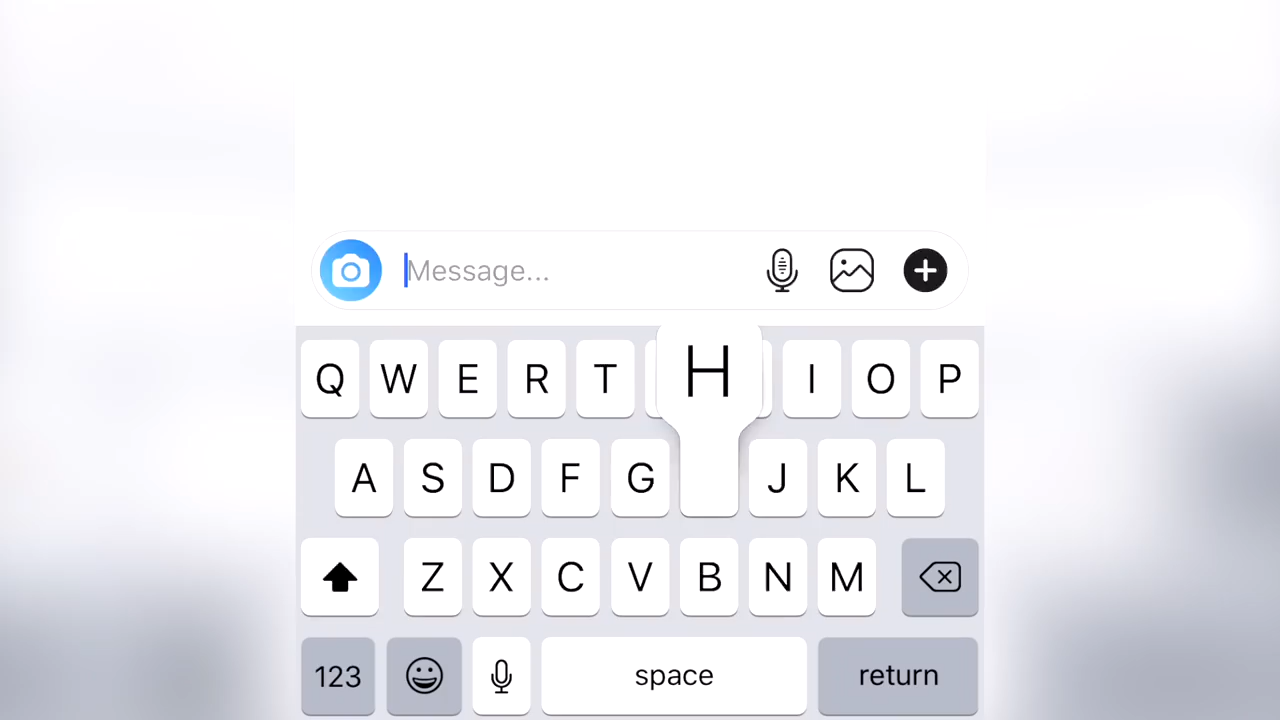 Message...
Q W E R T I O P
H
A S D F G J K L
Z X C V B N M
123 space return